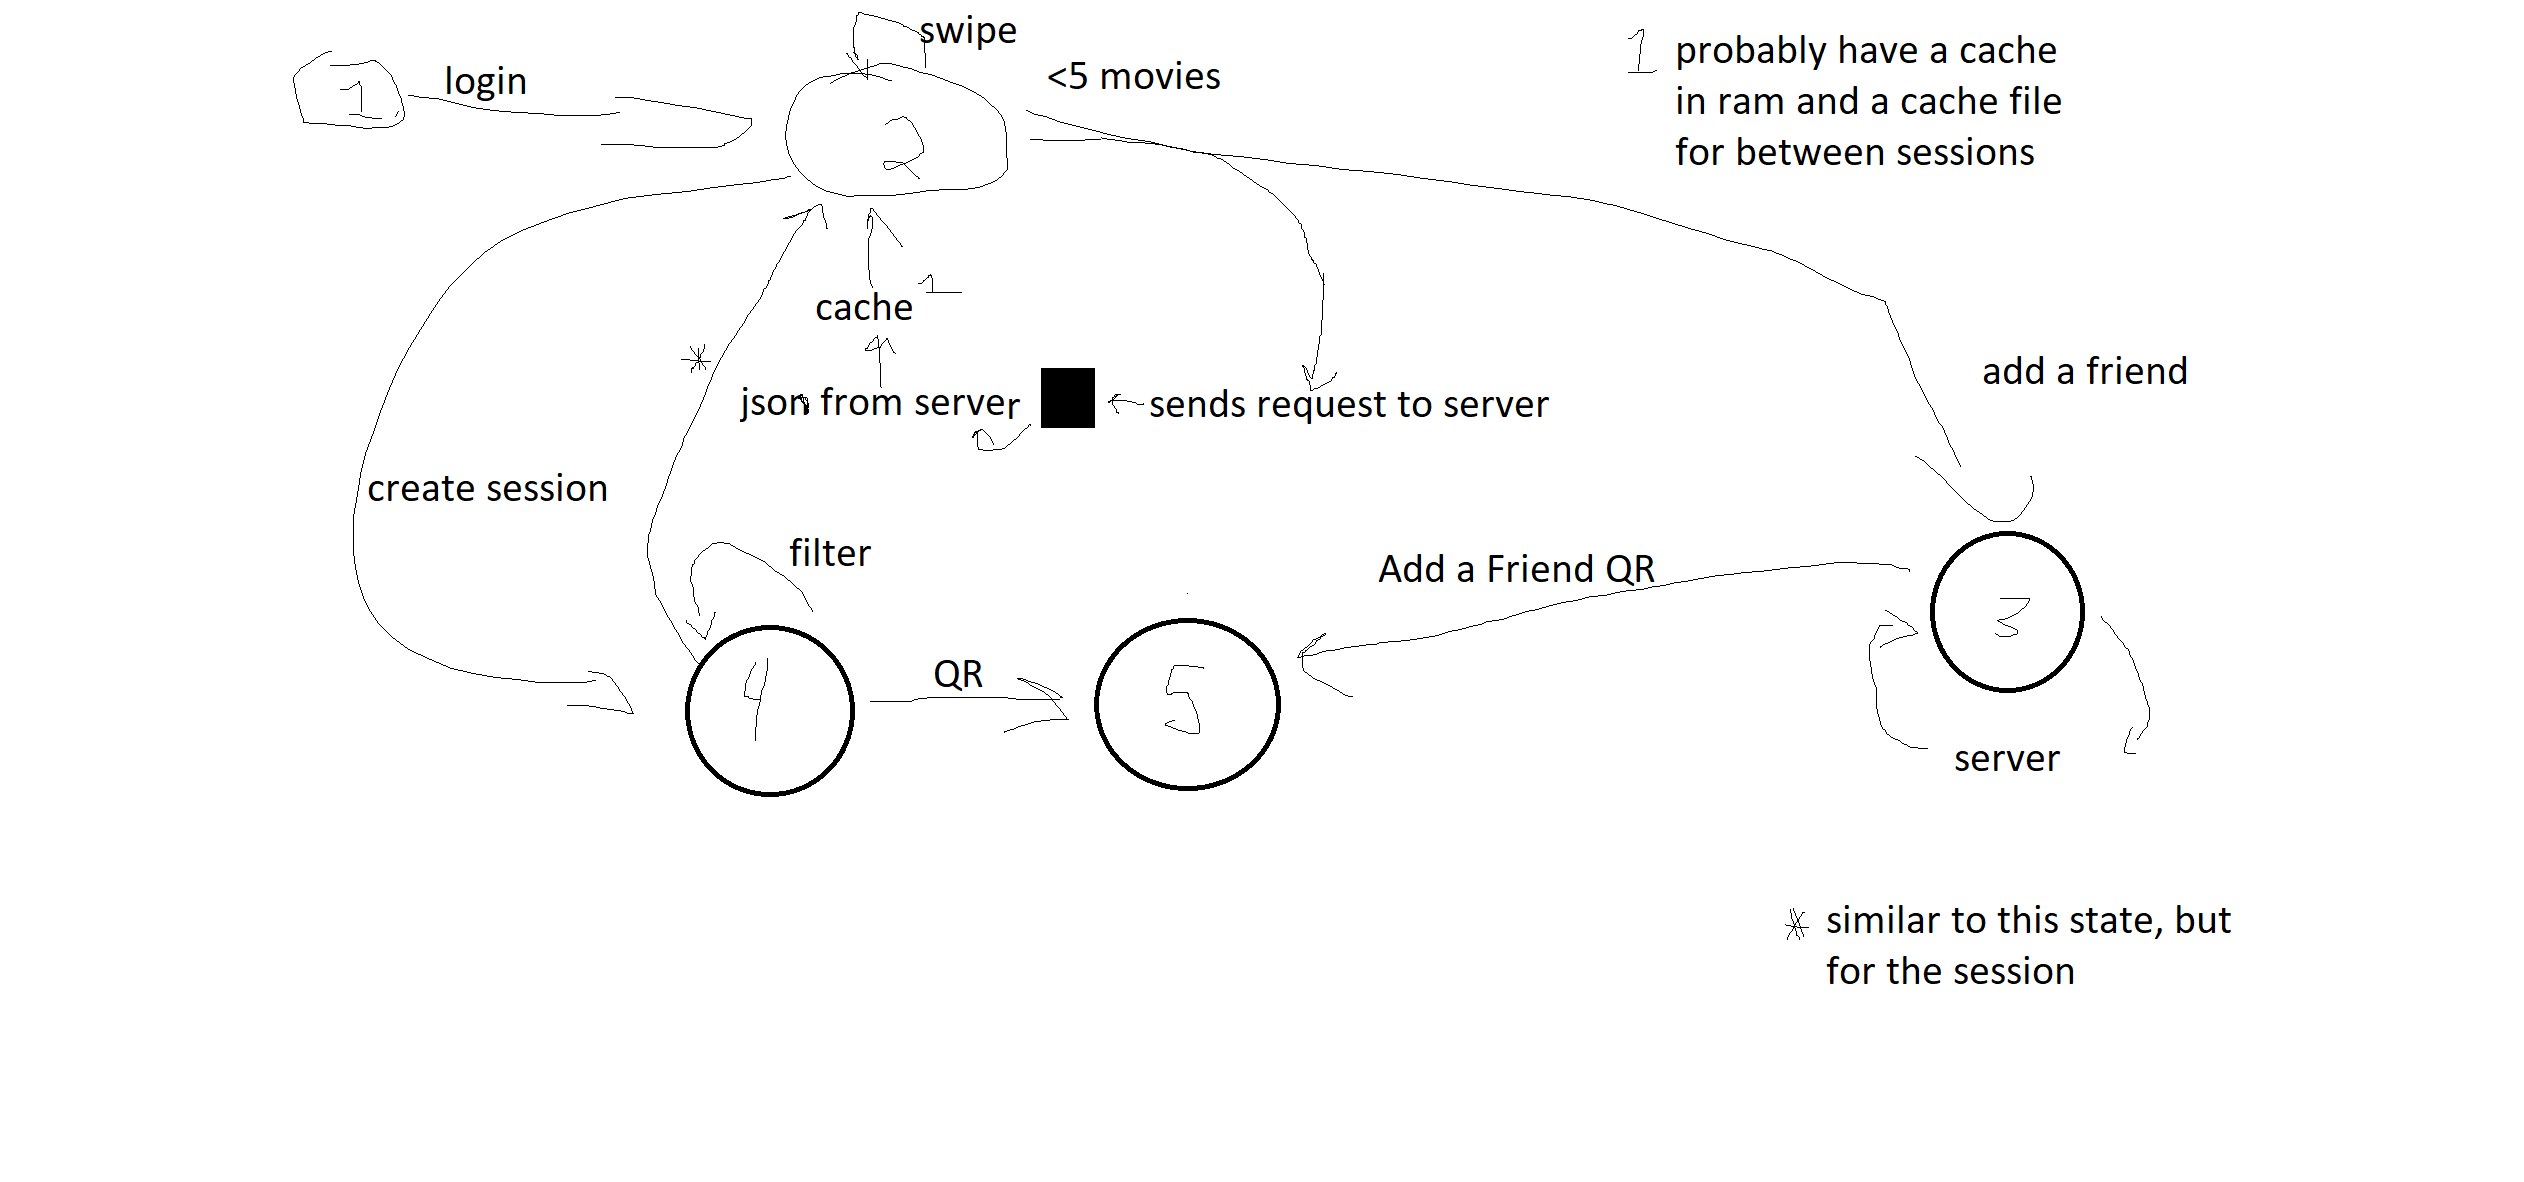 swipe
1 login
<5 movies
2
1 probably have a cache
in ram and a cache file
for between sessions
cache 1
*
json from server
sends request to server
add a friend
create session
filter
Add a Friend QR
3
QR
4
5
server
* similar to this state, but
for the session